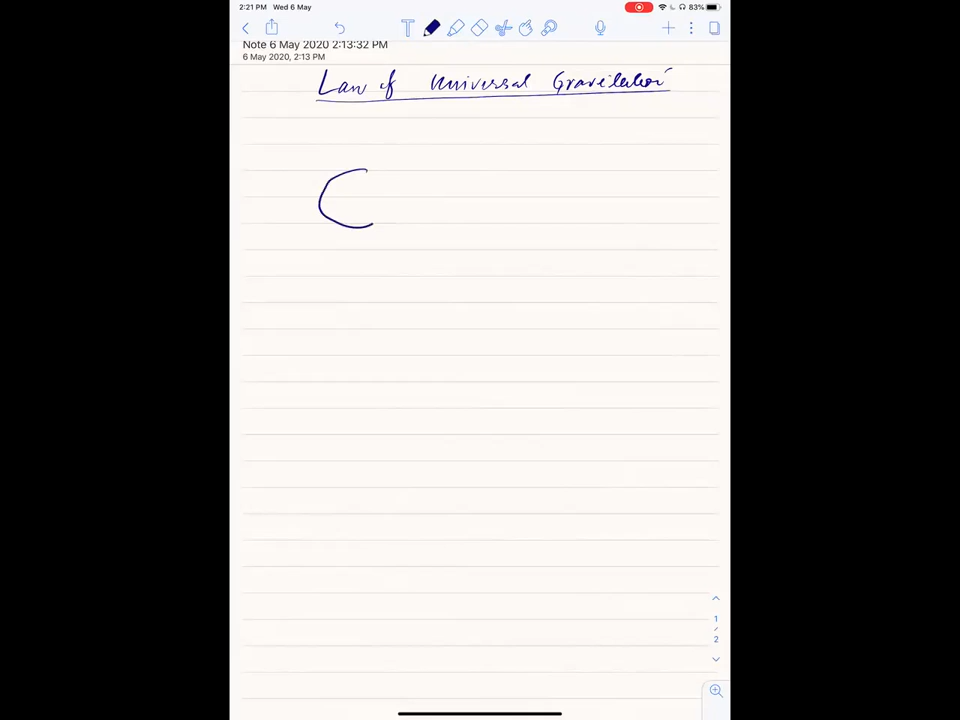 2:21 PM Wed 6 May 83%
T
Note 6 May 2020 2:13:32 PM
6 May 2020, 2:13 PM
Law of Universal Gravitation
1
2